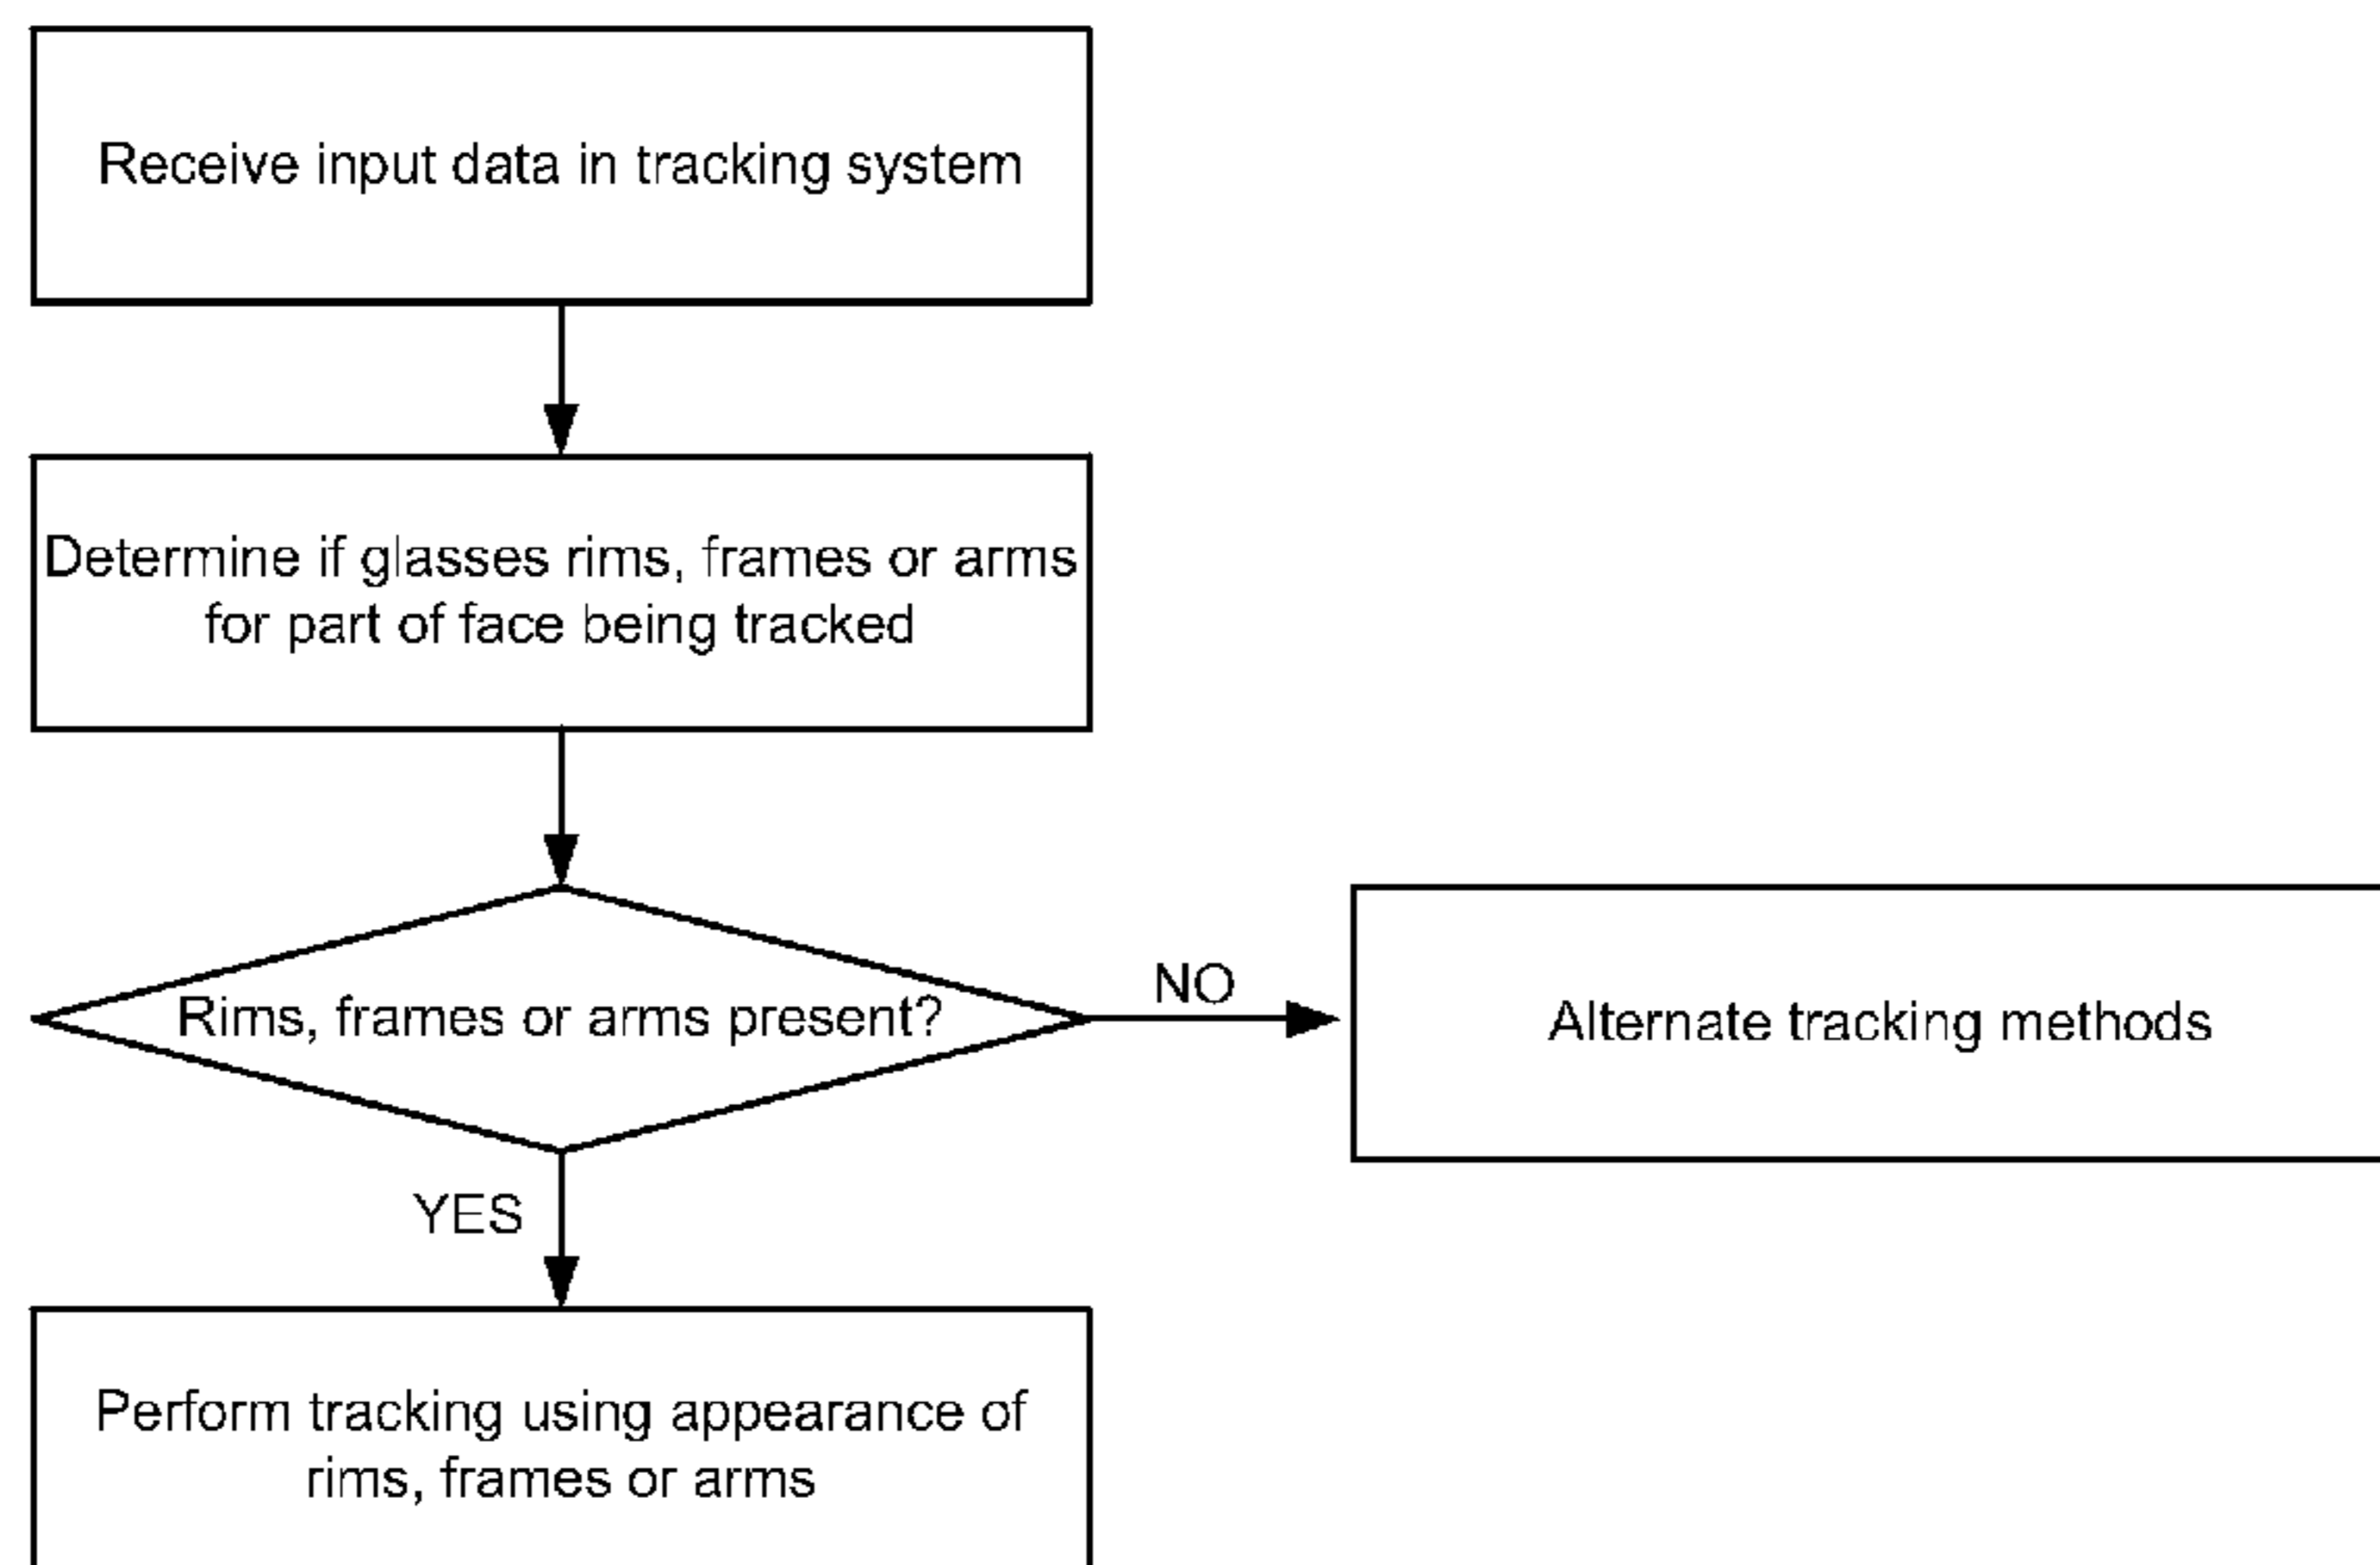 Receive input data in tracking system
Determine if glasses rims, frames or arms
for part of face being tracked
Rims, frames or arms present?
NO
Alternate tracking methods
YES
Perform tracking using appearance of
rims, frames or arms